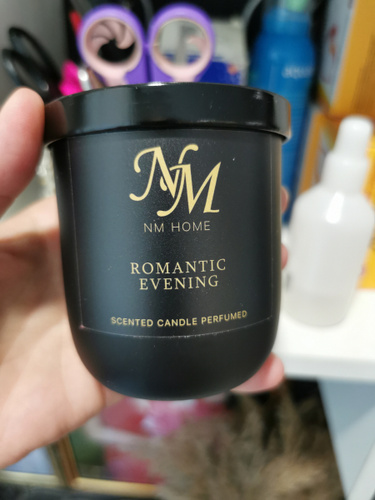 NM
NM HOME
ROMANTIC
EVENING
SCENTED CANDLE PERFUMED